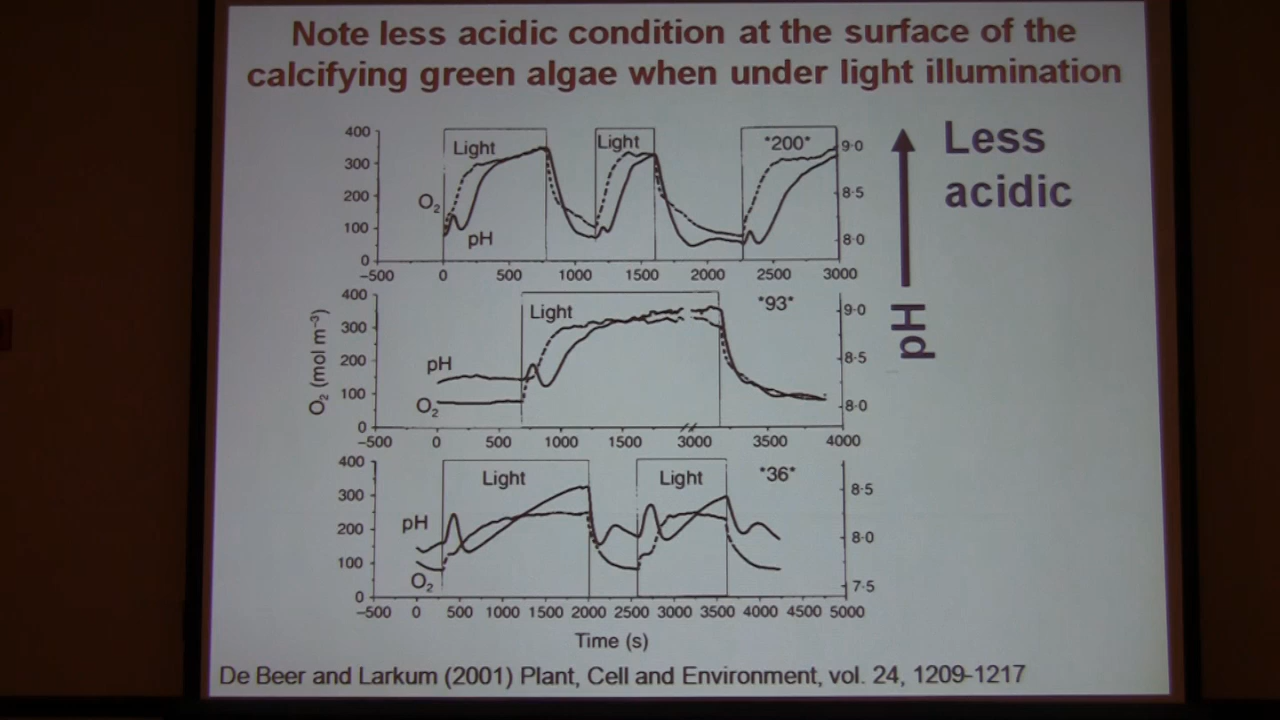 Note less acidic condition at the surface of the
calcifying green algae when under light illumination
Less
acidic
pH
400
300
200
100
0
Light
Light
*200*
O2
pH
9·0
8·5
8·0
−500 0 500 1000 1500 2000 2500 3000
O2 (mol m−3)
400
300
200
100
0
Light
*93*
pH
O2
9·0
8·5
8·0
−500 0 500 1000 1500 3000 3500 4000
400
300
200
100
0
Light
Light
*36*
pH
O2
8·5
8·0
7·5
−500 0 500 1000 1500 2000 2500 3000 3500 4000 4500 5000
Time (s)
De Beer and Larkum (2001) Plant, Cell and Environment, vol. 24, 1209-1217